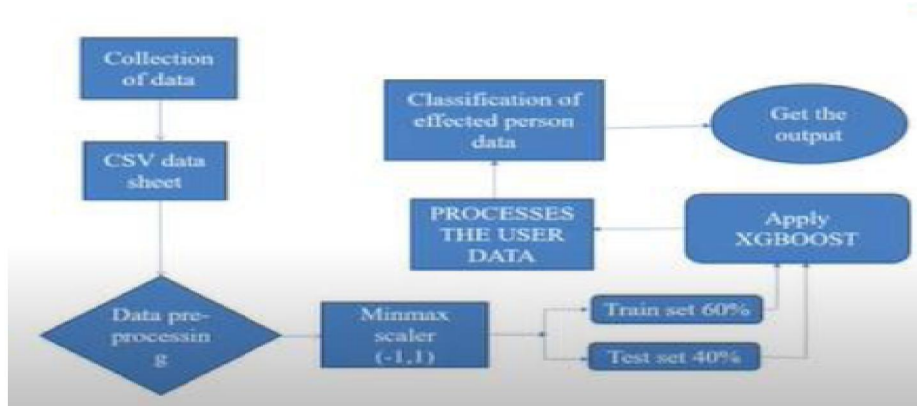 Collection
of data
CSV data
sheet
Data pre-
processin
g
Minmax
scaler
(-1,1)
Train set 60%
Test set 40%
Apply
XGBOOST
PROCESSES
THE USER
DATA
Classification of
effected person
data
Get the
output